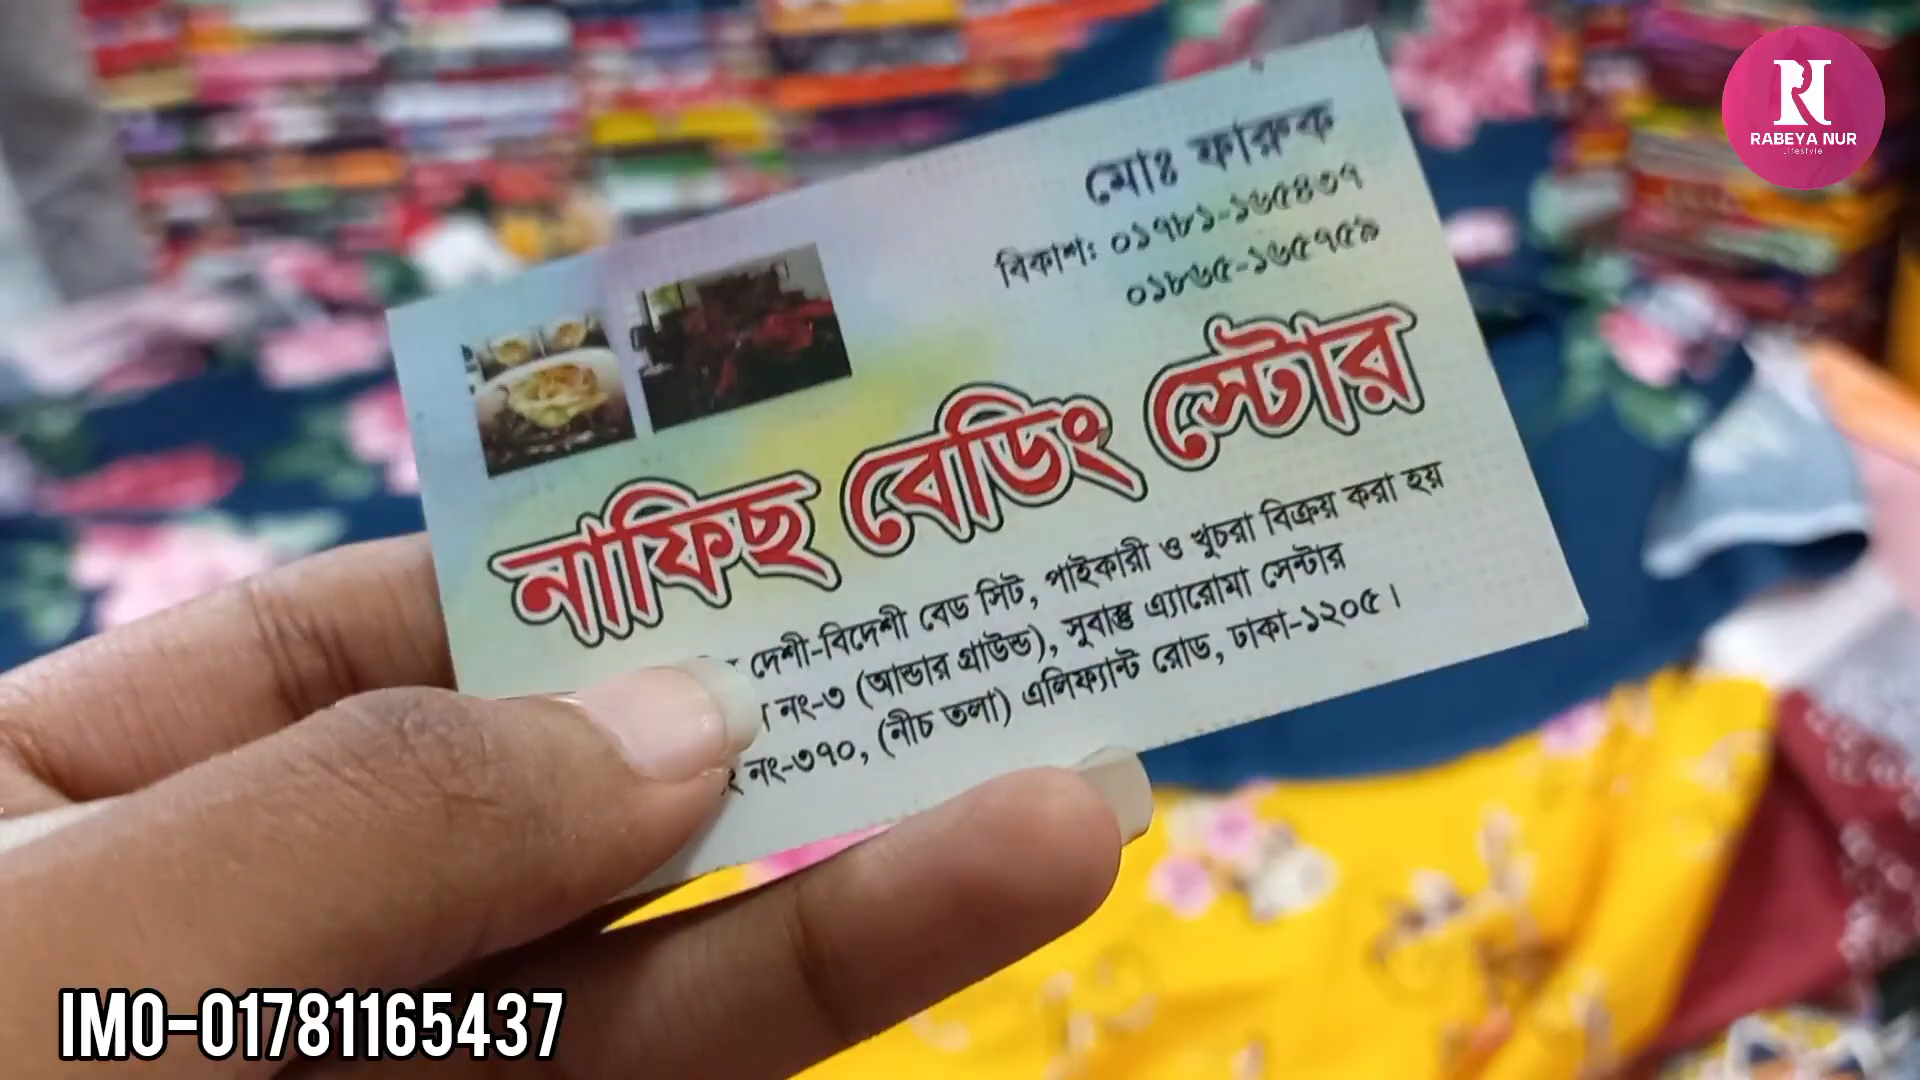 RABEYA NUR
Lifestyle
মোঃ ফারুক
বিকাশ: ০১৭৮১-১৬৫৪৩৭
০১৮৬৫-১৬৫৭৫৯
নাফিছ বেডিং স্টোর
দেশী-বিদেশী বেড সিট, পাইকারী ও খুচরা বিক্রয় করা হয়
নং-৩ (আন্ডার গ্রাউন্ড), সুবাস্তু এ্যারোমা সেন্টার
নং-৩৭০, (নীচ তলা) এলিফ্যান্ট রোড, ঢাকা-১২০৫।
IMO-01781165437